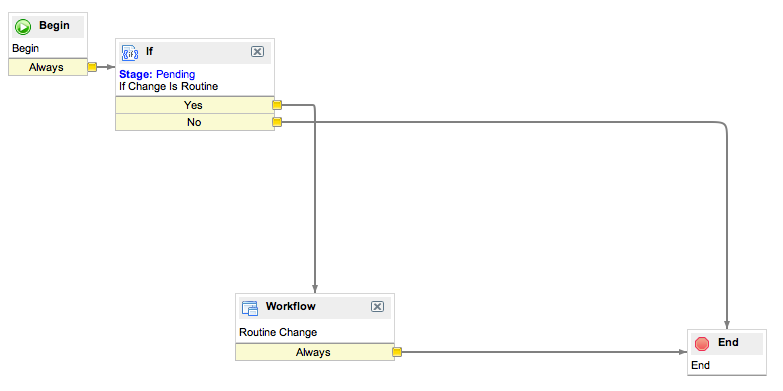 Begin
Begin
Always
If
Stage: Pending
If Change Is Routine
Yes
No
Workflow
Routine Change
Always
End
End